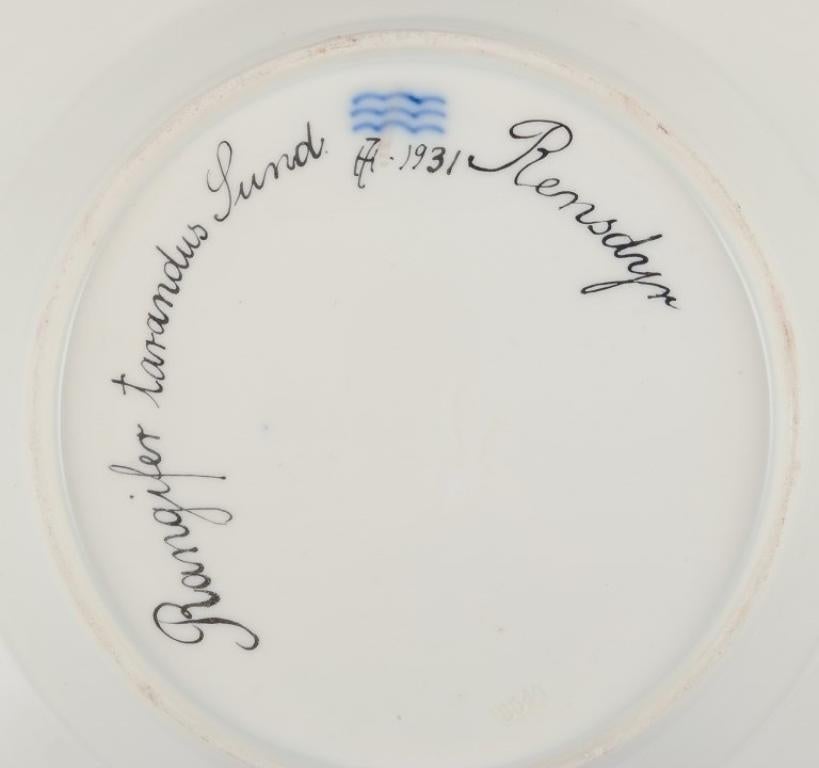 Rangifer tarandus Sund.
1931
Rensdyr